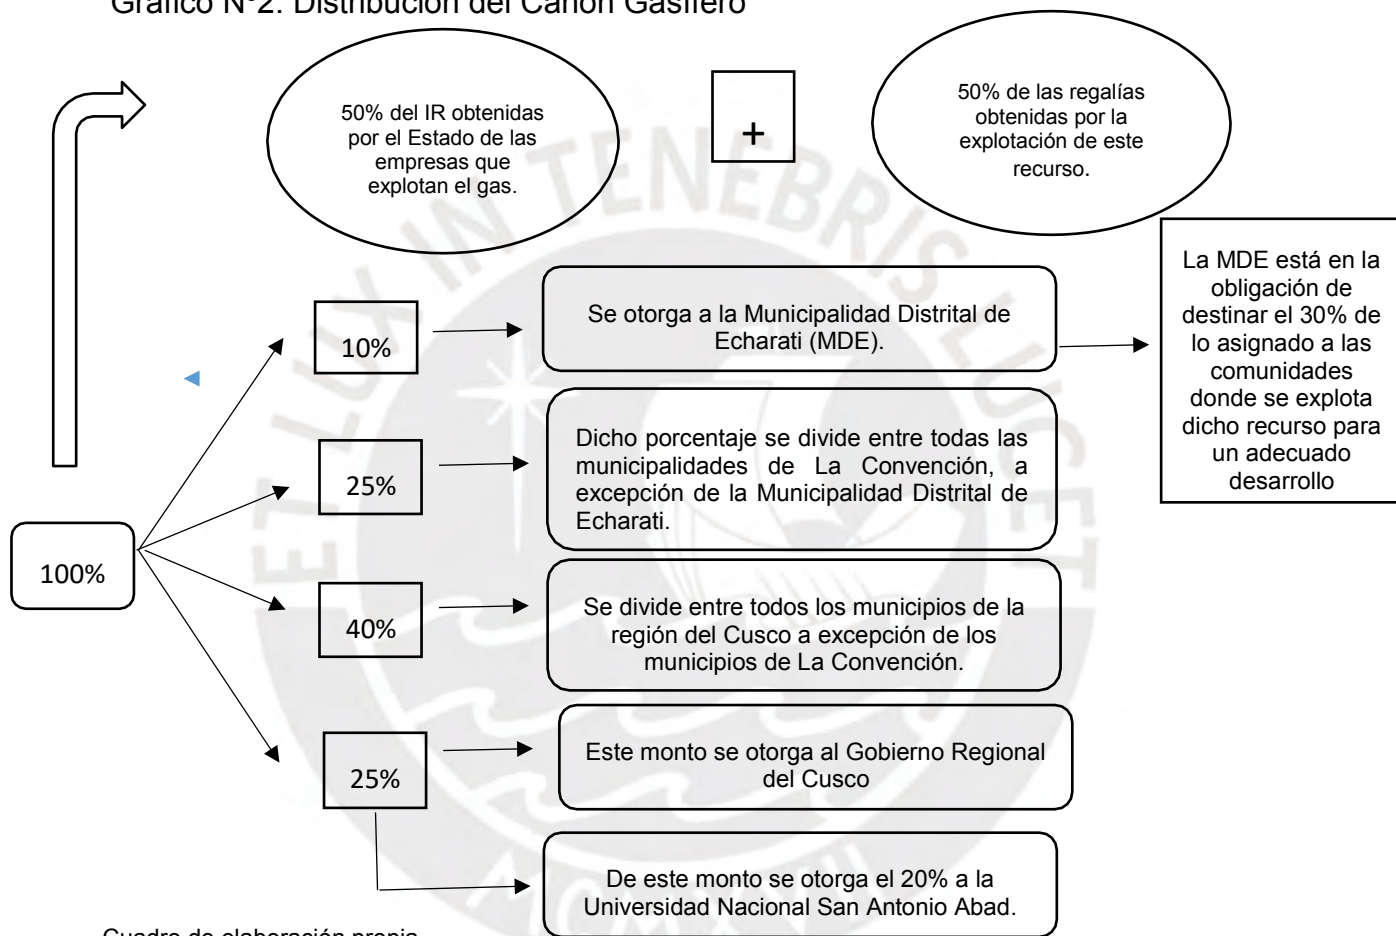 Gráfico N°2: Distribución del Canon Gasífero
50% del IR obtenidas
por el Estado de las
empresas que
explotan el gas.
+
50% de las regalías
obtenidas por la
explotación de este
recurso.
100%
10%
Se otorga a la Municipalidad Distrital de
Echarati (MDE).
La MDE está en la
obligación de
destinar el 30% de
lo asignado a las
comunidades
donde se explota
dicho recurso para
un adecuado
desarrollo
25%
Dicho porcentaje se divide entre todas las
municipalidades de La Convención, a
excepción de la Municipalidad Distrital de
Echarati.
40%
Se divide entre todos los municipios de la
región del Cusco a excepción de los
municipios de La Convención.
25%
Este monto se otorga al Gobierno Regional
del Cusco
De este monto se otorga el 20% a la
Universidad Nacional San Antonio Abad.
Cuadro de elaboración propia
ET LUX IN TENEBRIS LUCET
MCMXVII